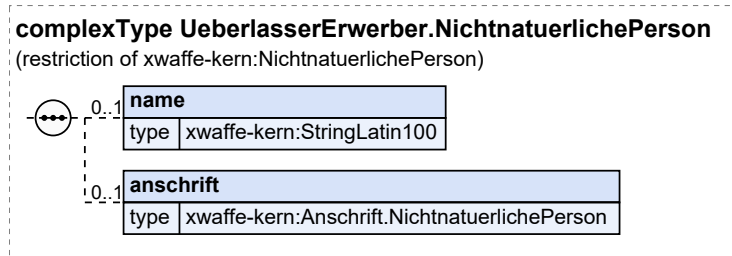 complexType UeberlasserErwerber.NichtnatuerlichePerson
(restriction of xwaffe-kern:NichtnatuerlichePerson)
0..1 name
type xwaffe-kern:StringLatin100
0..1 anschrift
type xwaffe-kern:Anschrift.NichtnatuerlichePerson